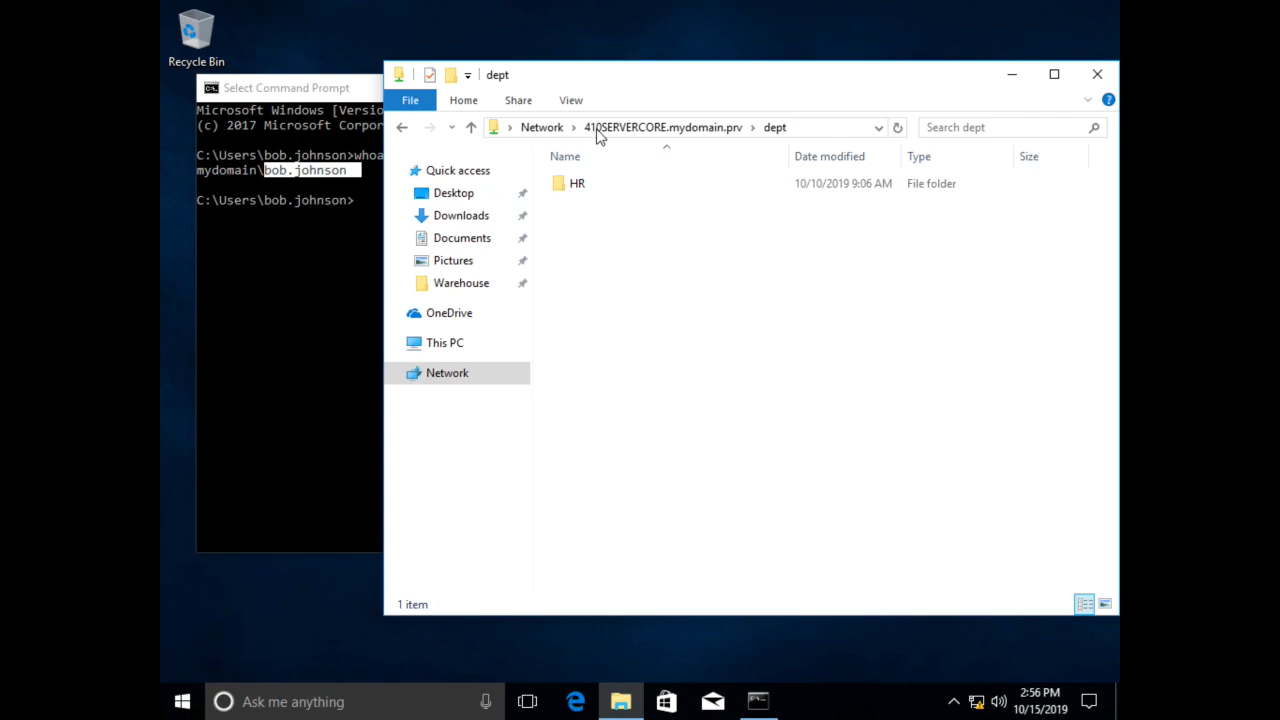 Recycle Bin
Select Command Prompt
Microsoft Windows [Versio
(c) 2017 Microsoft Corpor
C:\Users\bob.johnson>whoa
mydomain\bob.johnson
C:\Users\bob.johnson>
dept
File Home Share View
Network 410SERVERCORE.mydomain.prv dept
Search dept
Name Date modified Type Size
HR 10/10/2019 9:06 AM File folder
Quick access
Desktop
Downloads
Documents
Pictures
Warehouse
OneDrive
This PC
Network
1 item
Ask me anything
2:56 PM
10/15/2019